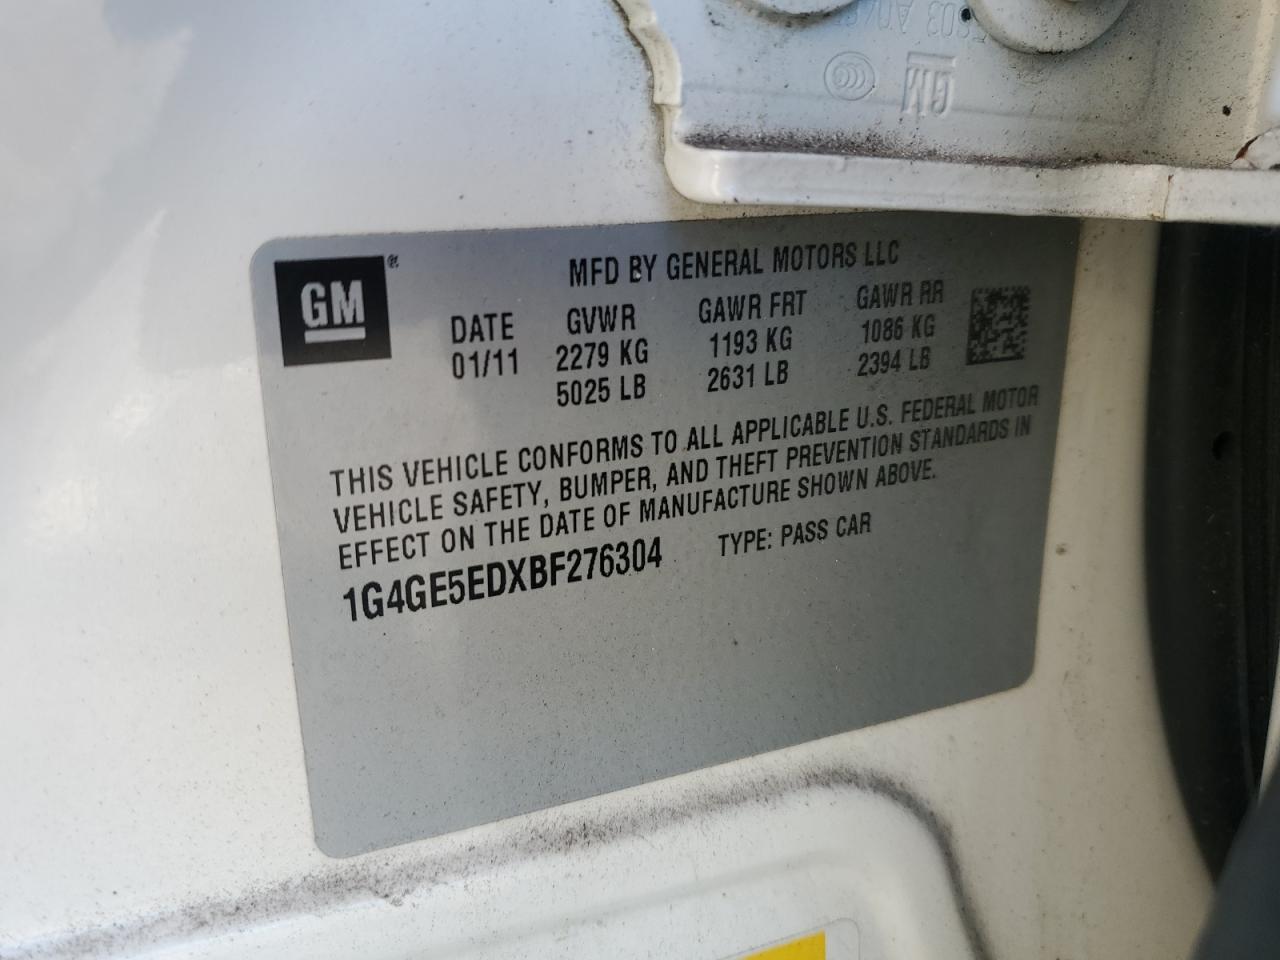 GM ®
MFD BY GENERAL MOTORS LLC
DATE GVWR GAWR FRT GAWR RR
01/11 2279 KG 1193 KG 1086 KG
5025 LB 2631 LB 2394 LB
THIS VEHICLE CONFORMS TO ALL APPLICABLE U.S. FEDERAL MOTOR
VEHICLE SAFETY, BUMPER, AND THEFT PREVENTION STANDARDS IN
EFFECT ON THE DATE OF MANUFACTURE SHOWN ABOVE.
1G4GE5EDXBF276304 TYPE: PASS CAR
GM